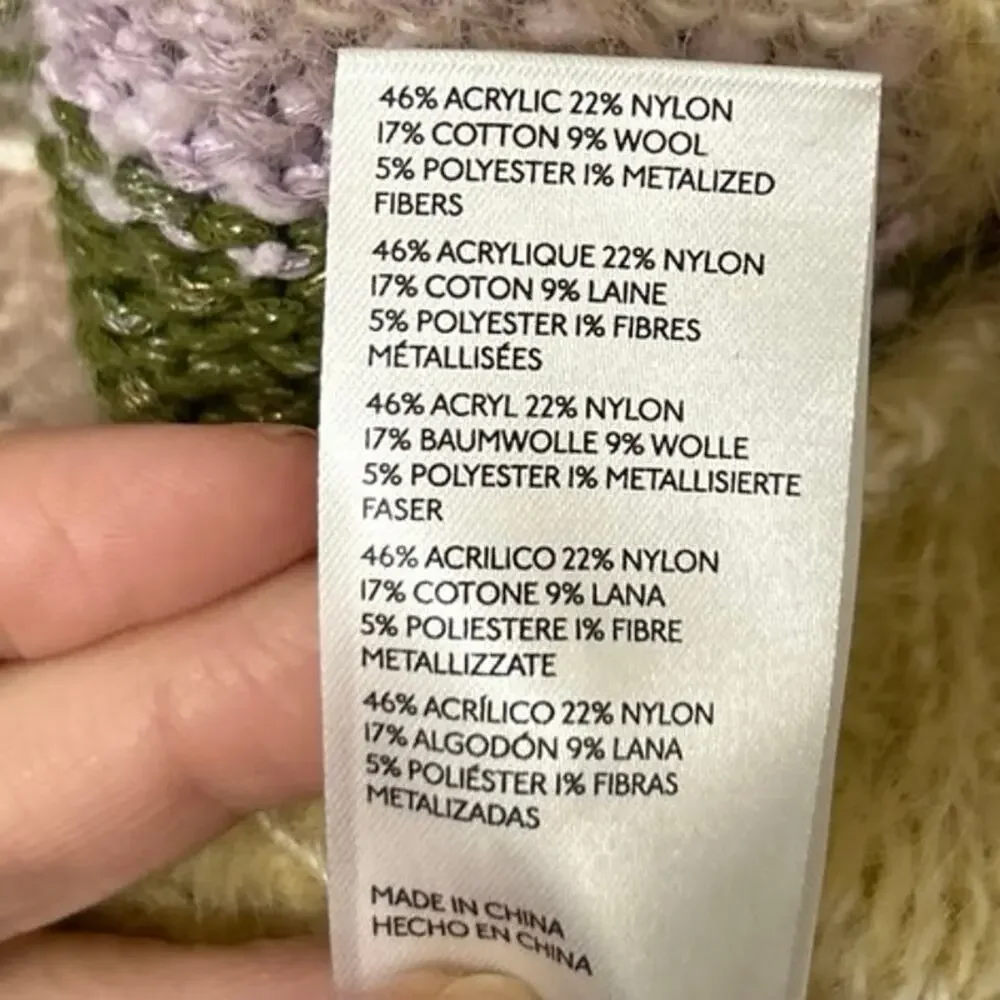 46% ACRYLIC 22% NYLON
17% COTTON 9% WOOL
5% POLYESTER 1% METALIZED
FIBERS
46% ACRYLIQUE 22% NYLON
17% COTON 9% LAINE
5% POLYESTER 1% FIBRES
MÉTALLISÉES
46% ACRYL 22% NYLON
17% BAUMWOLLE 9% WOLLE
5% POLYESTER 1% METALLISIERTE
FASER
46% ACRILICO 22% NYLON
17% COTONE 9% LANA
5% POLIESTERE 1% FIBRE
METALLIZZATE
46% ACRÍLICO 22% NYLON
17% ALGODÓN 9% LANA
5% POLIÉSTER 1% FIBRAS
METALIZADAS
MADE IN CHINA
HECHO EN CHINA